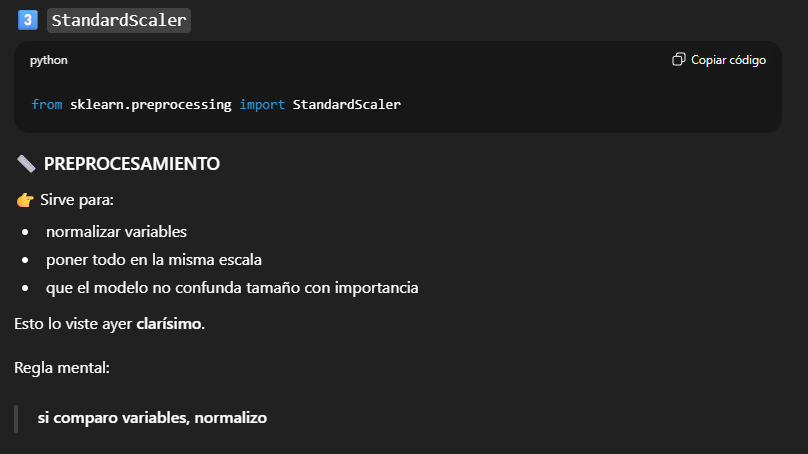 3 StandardScaler
python
Copiar código
from sklearn.preprocessing import StandardScaler
📏 PREPROCESAMIENTO
👉 Sirve para:
• normalizar variables
• poner todo en la misma escala
• que el modelo no confunda tamaño con importancia
Esto lo viste ayer clarísimo.
Regla mental:
si comparo variables, normalizo